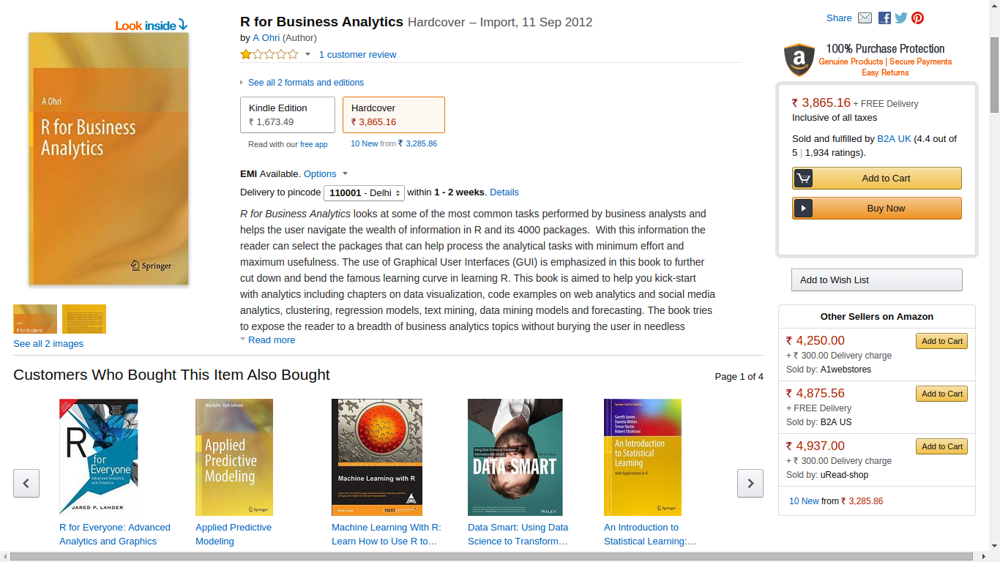 Look inside
A Ohri
R for Business
Analytics
Springer
See all 2 images
R for Business Analytics Hardcover – Import, 11 Sep 2012
by A Ohri (Author)
1 customer review
See all 2 formats and editions
Kindle Edition
₹ 1,673.49
Read with our free app
Hardcover
₹ 3,865.16
10 New from ₹ 3,285.86
EMI Available. Options
Delivery to pincode 110001 - Delhi within 1 - 2 weeks. Details
R for Business Analytics looks at some of the most common tasks performed by business analysts and
helps the user navigate the wealth of information in R and its 4000 packages. With this information the
reader can select the packages that can help process the analytical tasks with minimum effort and
maximum usefulness. The use of Graphical User Interfaces (GUI) is emphasized in this book to further
cut down and bend the famous learning curve in learning R. This book is aimed to help you kick-start
with analytics including chapters on data visualization, code examples on web analytics and social media
analytics, clustering, regression models, text mining, data mining models and forecasting. The book tries
to expose the reader to a breadth of business analytics topics without burying the user in needless
Read more
Share
100% Purchase Protection
Genuine Products | Secure Payments
Easy Returns
₹ 3,865.16 + FREE Delivery
Inclusive of all taxes
Sold and fulfilled by B2A UK (4.4 out of
5 | 1,934 ratings).
Add to Cart
Buy Now
Add to Wish List
Other Sellers on Amazon
₹ 4,250.00 Add to Cart
+ ₹ 300.00 Delivery charge
Sold by: A1webstores
₹ 4,875.56 Add to Cart
+ FREE Delivery
Sold by: B2A US
₹ 4,937.00 Add to Cart
+ ₹ 300.00 Delivery charge
Sold by: uRead-shop
10 New from ₹ 3,285.86
Customers Who Bought This Item Also Bought
Page 1 of 4
R
for
Everyone
Advanced Analytics
and Graphics
JARED P. LANDER
R for Everyone: Advanced
Analytics and Graphics
Max Kuhn · Kjell Johnson
Applied
Predictive
Modeling
Springer
Applied Predictive
Modeling
Machine Learning with R
Brett Lantz
PACKT
Machine Learning With R:
Learn How to Use R to…
Using Data Science to Transform
Information into Insight
DATA SMART
WILEY
Data Smart: Using Data
Science to Transform…
Springer Texts in Statistics
Gareth James
Daniela Witten
Trevor Hastie
Robert Tibshirani
An Introduction
to Statistical
Learning
with Applications in R
Springer
An Introduction to
Statistical Learning:…